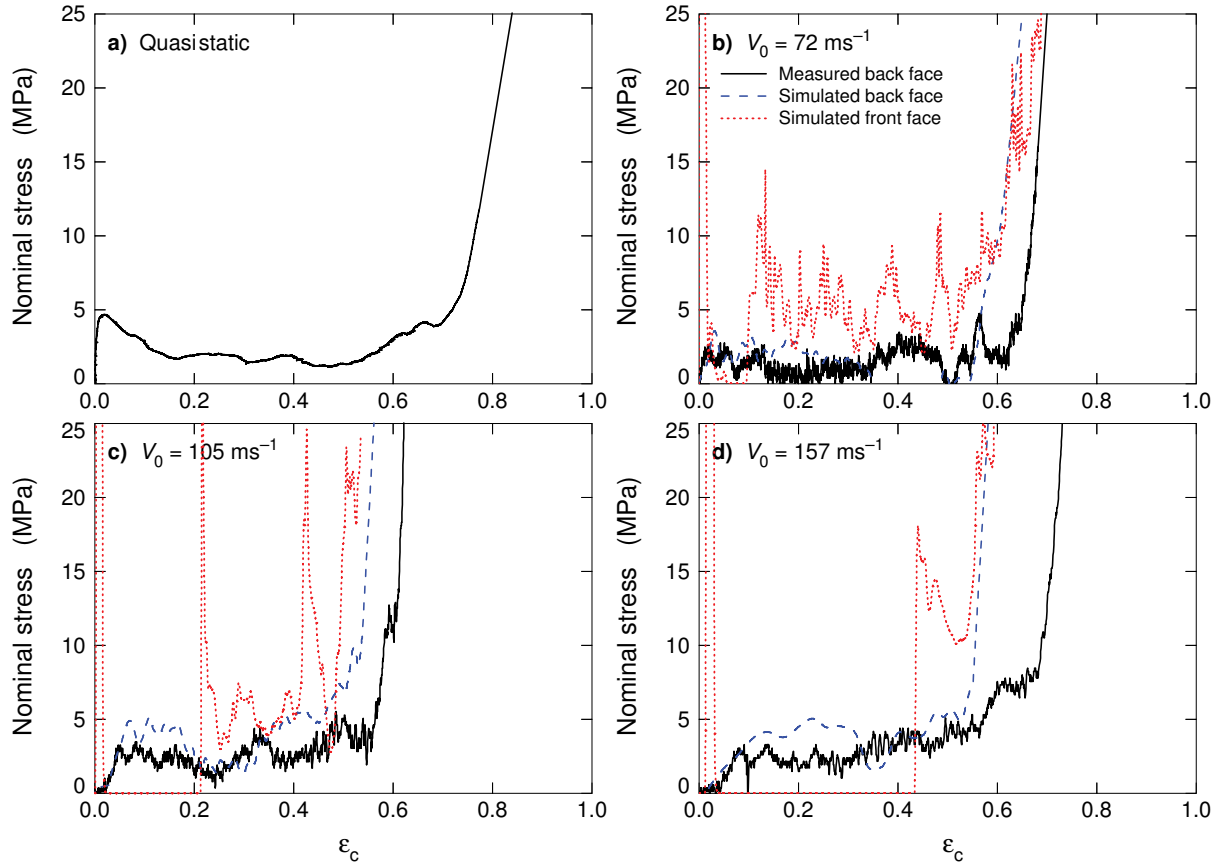 25
20
15
10
5
0
Nominal stress (MPa)
a) Quasistatic
0.0 0.2 0.4 0.6 0.8 1.0
25
20
15
10
5
0
Nominal stress (MPa)
b) V₀ = 72 ms⁻¹
Measured back face
Simulated back face
Simulated front face
0.0 0.2 0.4 0.6 0.8 1.0
25
20
15
10
5
0
Nominal stress (MPa)
c) V₀ = 105 ms⁻¹
0.0 0.2 0.4 0.6 0.8 1.0
εc
25
20
15
10
5
0
Nominal stress (MPa)
d) V₀ = 157 ms⁻¹
0.0 0.2 0.4 0.6 0.8 1.0
εc